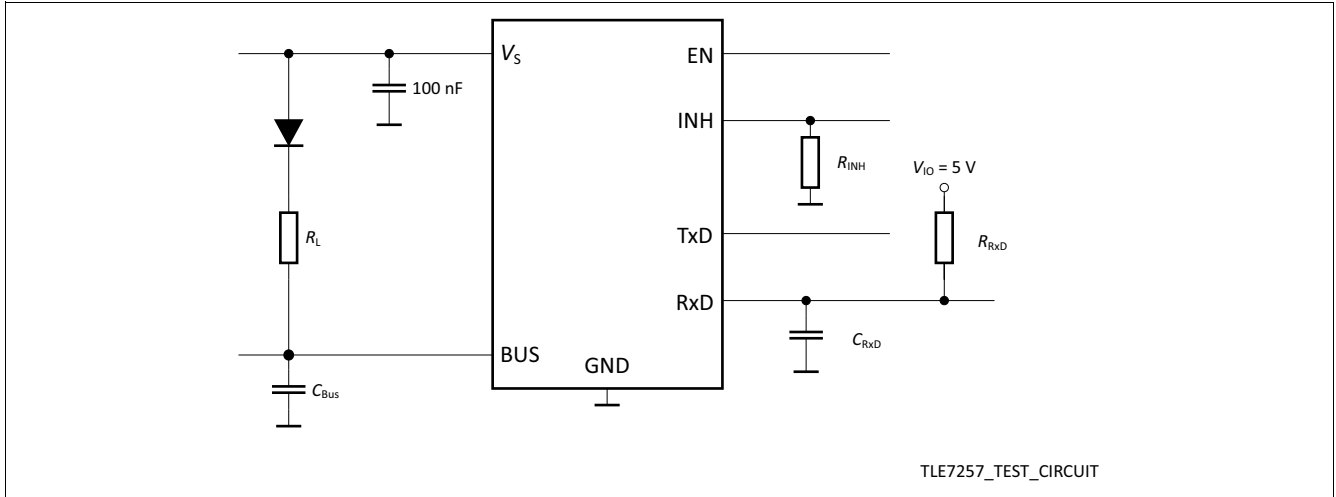 VS
EN
100 nF
INH
RINH
VIO = 5 V
RL
TxD
RRxD
RxD
CRxD
BUS
GND
CBus
TLE7257_TEST_CIRCUIT